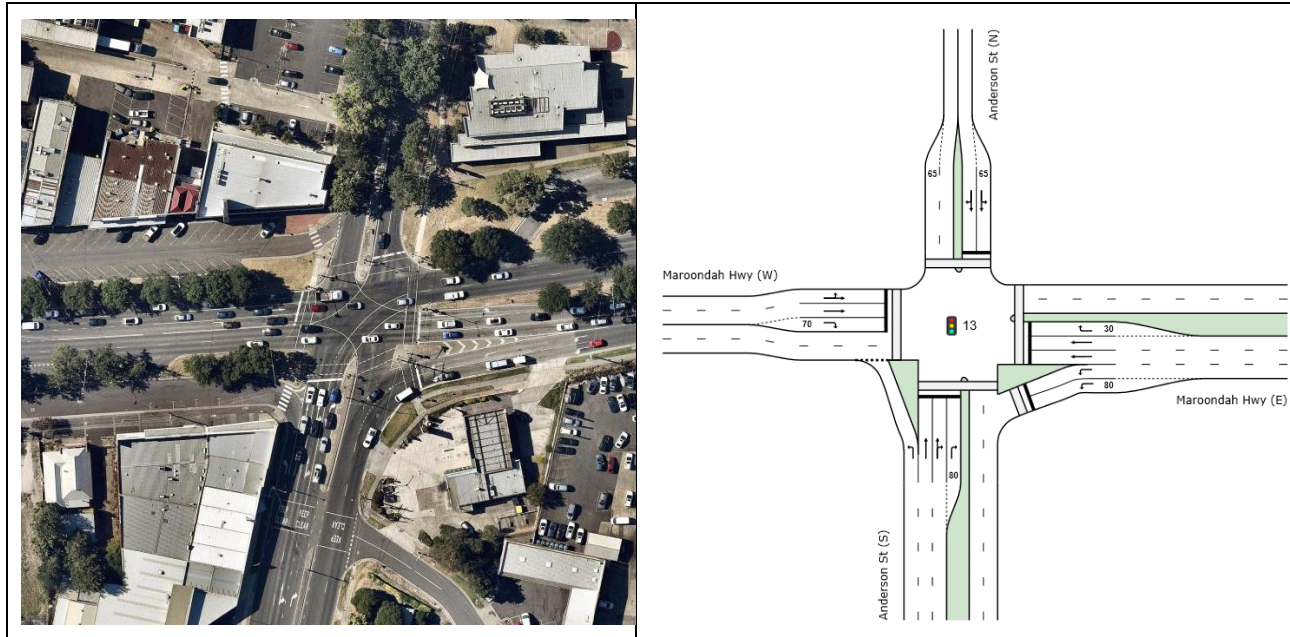 KEEP
CLEAR
KEEP
CLEAR
Anderson St (N)
65
65
Maroondah Hwy (W)
70
13
30
80
Maroondah Hwy (E)
80
Anderson St (S)